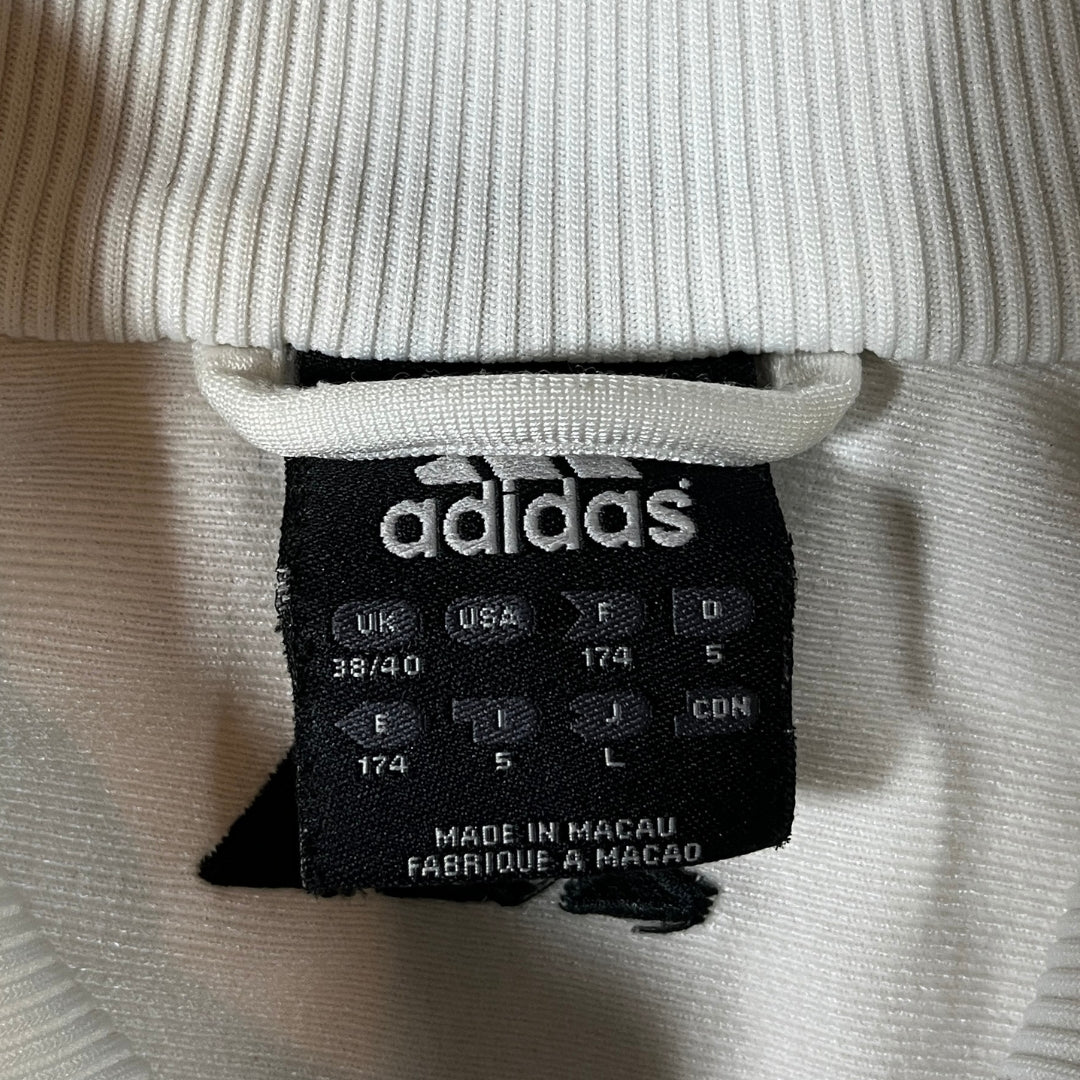 adidas
UK USA F D
38/40 174 5
E I J CDN
174 5 L
MADE IN MACAU
FABRIQUE A MACAO